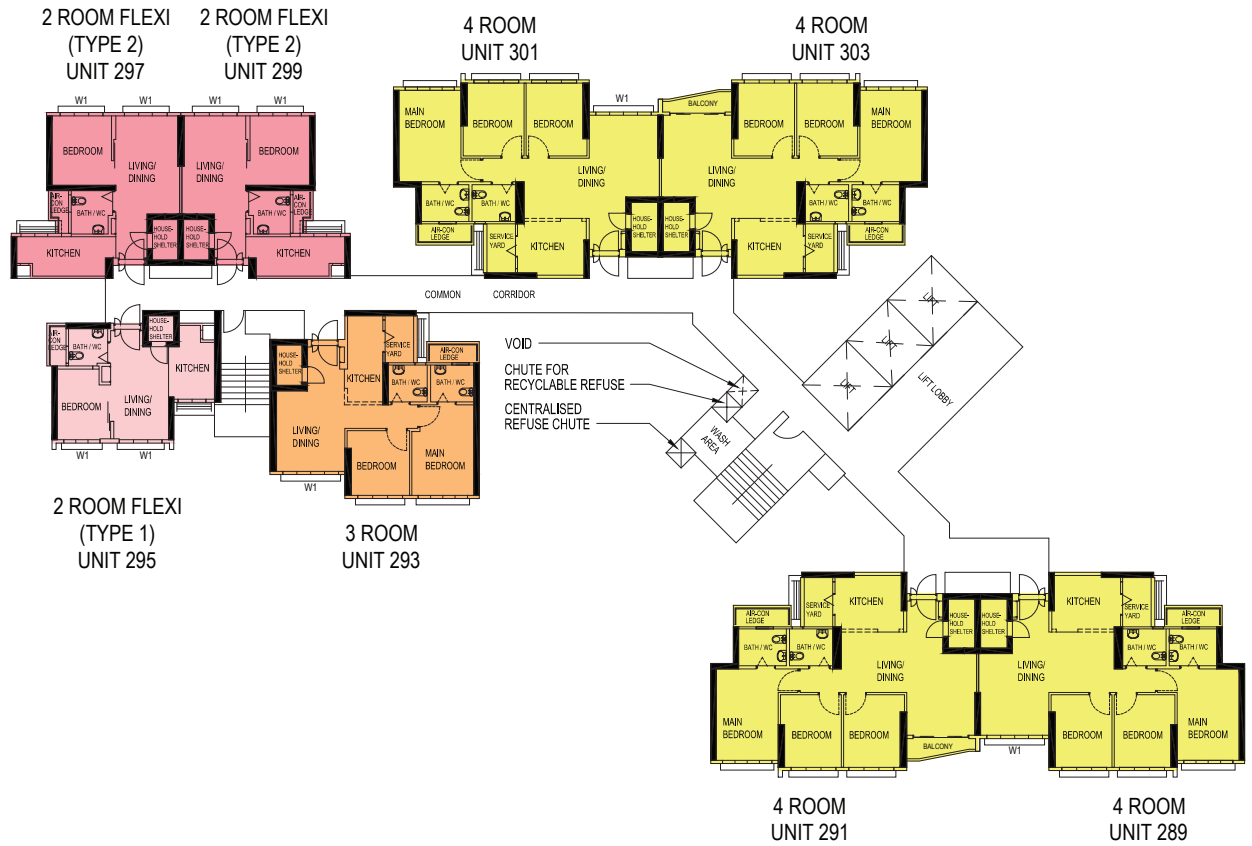 2 ROOM FLEXI
(TYPE 2)
UNIT 297
2 ROOM FLEXI
(TYPE 2)
UNIT 299
4 ROOM
UNIT 301
4 ROOM
UNIT 303
W1
W1
W1
W1
BEDROOM
LIVING/
DINING
LIVING/
DINING
BEDROOM
AIR-
CON
LEDGE
BATH / WC
BATH / WC
AIR-
CON
LEDGE
HOUSE-
HOLD
SHELTER
HOUSE-
HOLD
SHELTER
KITCHEN
KITCHEN
W1
BALCONY
MAIN
BEDROOM
BEDROOM
BEDROOM
BEDROOM
BEDROOM
MAIN
BEDROOM
LIVING/
DINING
LIVING/
DINING
BATH / WC
BATH / WC
BATH / WC
BATH / WC
AIR-CON
LEDGE
SERVICE
YARD
KITCHEN
HOUSE-
HOLD
SHELTER
HOUSE-
HOLD
SHELTER
KITCHEN
SERVICE
YARD
AIR-CON
LEDGE
COMMON CORRIDOR
LIFT
LIFT
LIFT
LIFT LOBBY
AIR-
CON
LEDGE
BATH / WC
HOUSE-
HOLD
SHELTER
KITCHEN
BEDROOM
LIVING/
DINING
W1
W1
2 ROOM FLEXI
(TYPE 1)
UNIT 295
HOUSE-
HOLD
SHELTER
KITCHEN
SERVICE
YARD
AIR-CON
LEDGE
BATH / WC
BATH / WC
LIVING/
DINING
BEDROOM
MAIN
BEDROOM
W1
3 ROOM
UNIT 293
VOID
CHUTE FOR
RECYCLABLE REFUSE
CENTRALISED
REFUSE CHUTE
WASH
AREA
AIR-CON
LEDGE
SERVICE
YARD
KITCHEN
HOUSE-
HOLD
SHELTER
HOUSE-
HOLD
SHELTER
KITCHEN
SERVICE
YARD
AIR-CON
LEDGE
BATH / WC
BATH / WC
BATH / WC
BATH / WC
LIVING/
DINING
LIVING/
DINING
MAIN
BEDROOM
BEDROOM
BEDROOM
BEDROOM
BEDROOM
MAIN
BEDROOM
BALCONY
W1
4 ROOM
UNIT 291
4 ROOM
UNIT 289